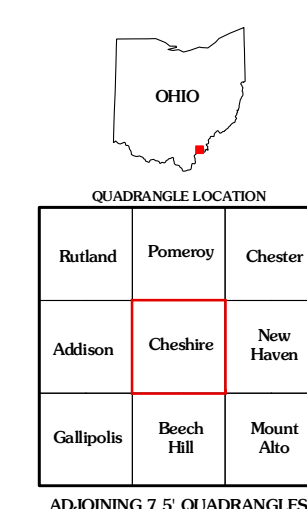 OHIO
QUADRANGLE LOCATION
Rutland Pomeroy Chester
Addison Cheshire New Haven
Gallipolis Beech Hill Mount Alto
ADJOINING 7.5' QUADRANGLES